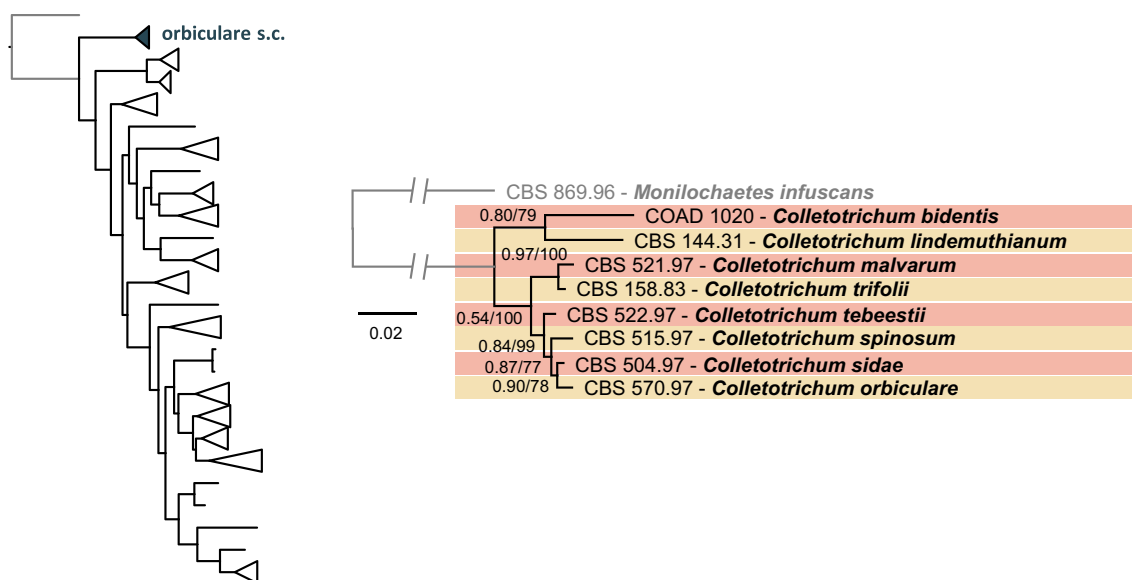 orbiculare s.c.
CBS 869.96 - Monilochaetes infuscans
0.80/79
COAD 1020 - Colletotrichum bidentis
CBS 144.31 - Colletotrichum lindemuthianum
0.97/100
CBS 521.97 - Colletotrichum malvarum
CBS 158.83 - Colletotrichum trifolii
0.54/100
CBS 522.97 - Colletotrichum tebeestii
0.02
0.84/99
CBS 515.97 - Colletotrichum spinosum
0.87/77
CBS 504.97 - Colletotrichum sidae
0.90/78
CBS 570.97 - Colletotrichum orbiculare